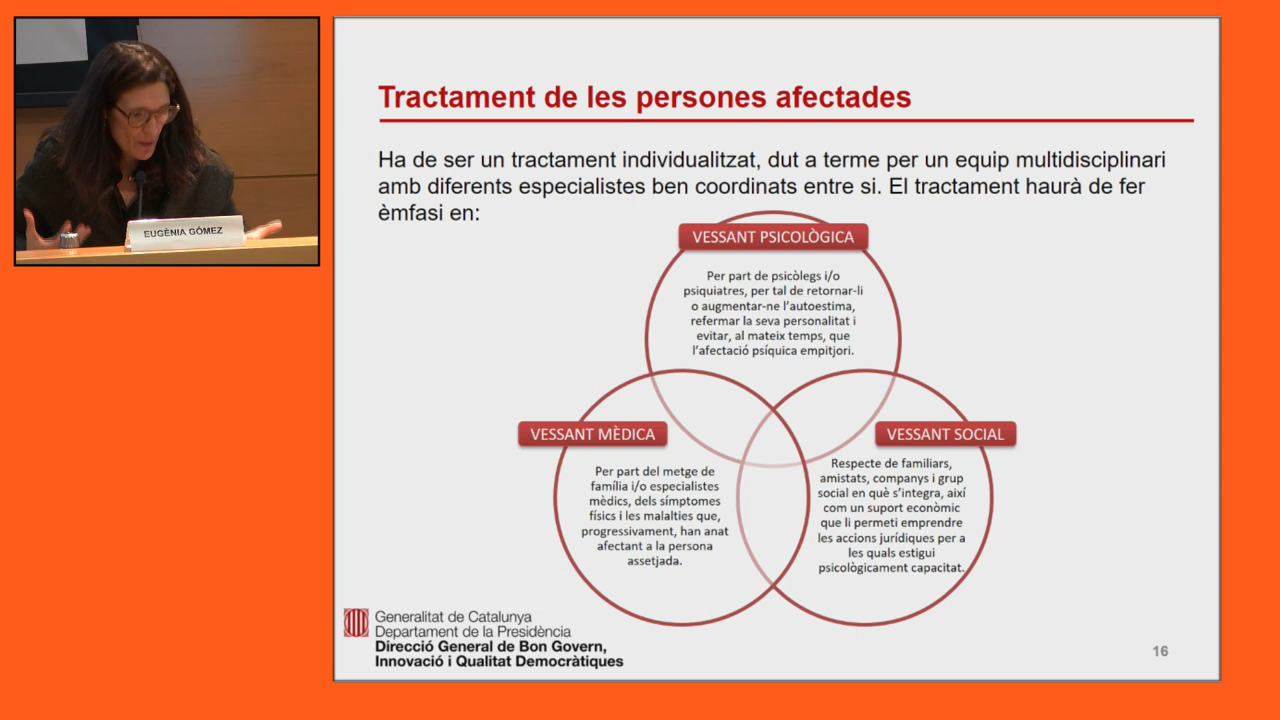 EUGÈNIA GÓMEZ
Tractament de les persones afectades
Ha de ser un tractament individualitzat, dut a terme per un equip multidisciplinari
amb diferents especialistes ben coordinats entre si. El tractament haurà de fer
èmfasi en:
VESSANT PSICOLÒGICA
Per part de psicòlegs i/o
psiquiatres, per tal de retornar-li
o augmentar-ne l'autoestima,
refermar la seva personalitat i
evitar, al mateix temps, que
l'afectació psíquica empitjori.
VESSANT MÈDICA
Per part del metge de
família i/o especialistes
mèdics, dels símptomes
físics i les malalties que,
progressivament, han anat
afectant a la persona
assetjada.
VESSANT SOCIAL
Respecte de familiars,
amistats, companys i grup
social en què s'integra, així
com un suport econòmic
que li permeti emprendre
les accions jurídiques per a
les quals estigui
psicològicament capacitat.
Generalitat de Catalunya
Departament de la Presidència
Direcció General de Bon Govern,
Innovació i Qualitat Democràtiques
16